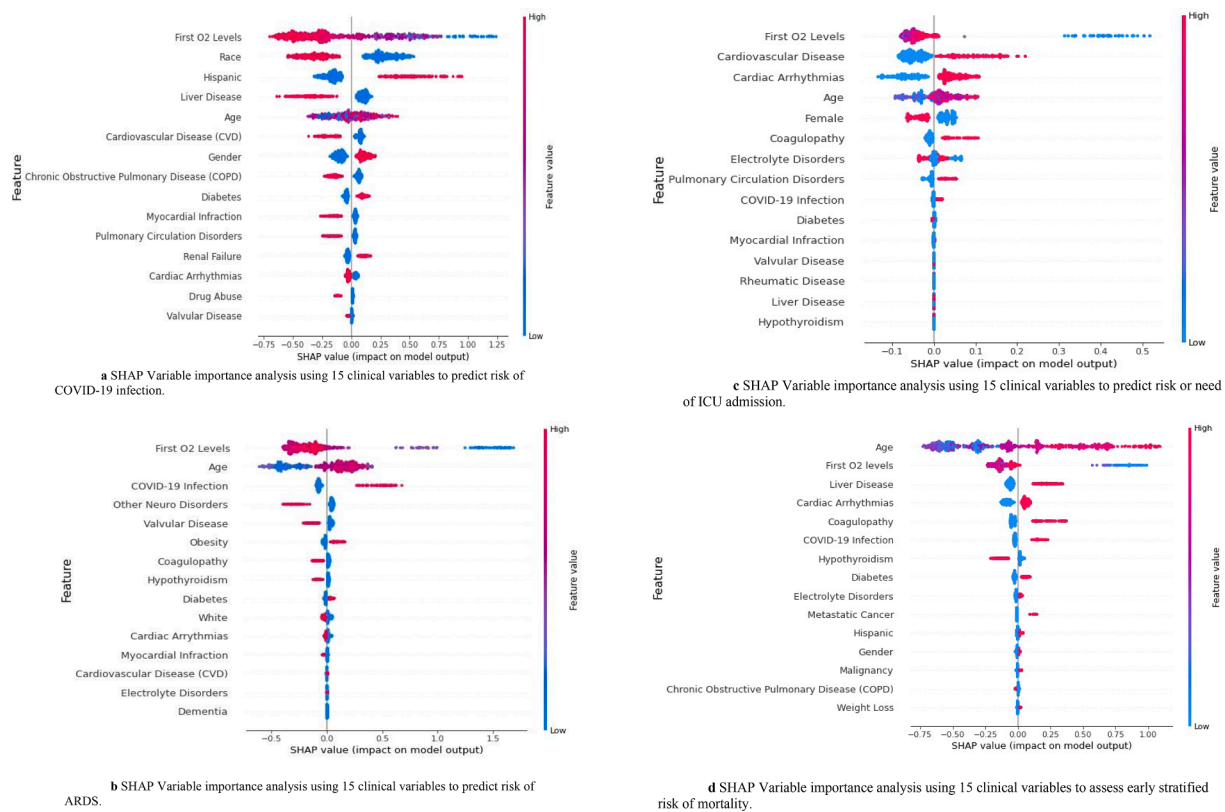 High
First O2 Levels
Race
Hispanic
Liver Disease
Age
Cardiovascular Disease (CVD)
Gender
Chronic Obstructive Pulmonary Disease (COPD)
Diabetes
Myocardial Infraction
Pulmonary Circulation Disorders
Renal Failure
Cardiac Arrhythmias
Drug Abuse
Valvular Disease
Feature
Feature value
Low
−0.75 −0.50 −0.25 0.00 0.25 0.50 0.75 1.00 1.25
SHAP value (impact on model output)
a SHAP Variable importance analysis using 15 clinical variables to predict risk of
COVID-19 infection.
High
First O2 Levels
Cardiovascular Disease
Cardiac Arrhythmias
Age
Female
Coagulopathy
Electrolyte Disorders
Pulmonary Circulation Disorders
COVID-19 Infection
Diabetes
Myocardial Infraction
Valvular Disease
Rheumatic Disease
Liver Disease
Hypothyroidism
Feature
Feature value
Low
−0.1 0.0 0.1 0.2 0.3 0.4 0.5
SHAP value (impact on model output)
c SHAP Variable importance analysis using 15 clinical variables to predict risk or need
of ICU admission.
High
First O2 Levels
Age
COVID-19 Infection
Other Neuro Disorders
Valvular Disease
Obesity
Coagulopathy
Hypothyroidism
Diabetes
White
Cardiac Arrythmias
Myocardial Infraction
Cardiovascular Disease (CVD)
Electrolyte Disorders
Dementia
Feature
Feature value
Low
−0.5 0.0 0.5 1.0 1.5
SHAP value (impact on model output)
b SHAP Variable importance analysis using 15 clinical variables to predict risk of
ARDS.
High
Age
First O2 levels
Liver Disease
Cardiac Arrhythmias
Coagulopathy
COVID-19 Infection
Hypothyroidism
Diabetes
Electrolyte Disorders
Metastatic Cancer
Hispanic
Gender
Malignancy
Chronic Obstructive Pulmonary Disease (COPD)
Weight Loss
Feature
Feature value
Low
−0.75 −0.50 −0.25 0.00 0.25 0.50 0.75 1.00
SHAP value (impact on model output)
d SHAP Variable importance analysis using 15 clinical variables to assess early stratified
risk of mortality.